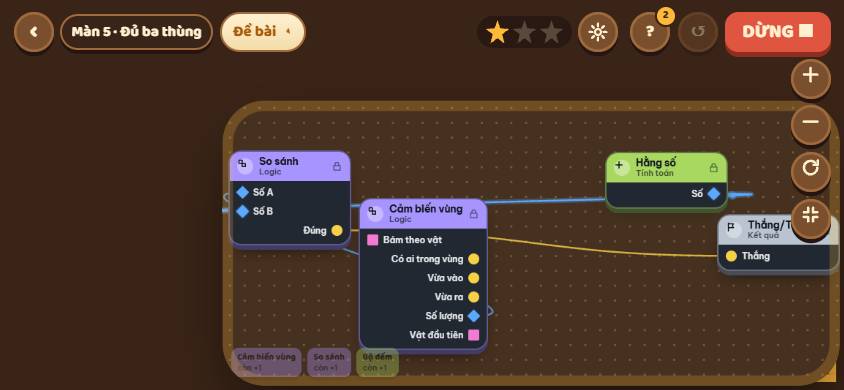 Màn 5 · Đủ ba thùng
Đề bài
2
?
DỪNG
So sánh
Logic
Số A
Số B
Đúng
Cảm biến vùng
Logic
Bám theo vật
Có ai trong vùng
Vừa vào
Vừa ra
Số lượng
Vật đầu tiên
Hằng số
Tính toán
Số
Thắng/T
Kết quả
Thắng
Cảm biến vùng
còn +1
So sánh
còn +1
Bộ đếm
còn +1